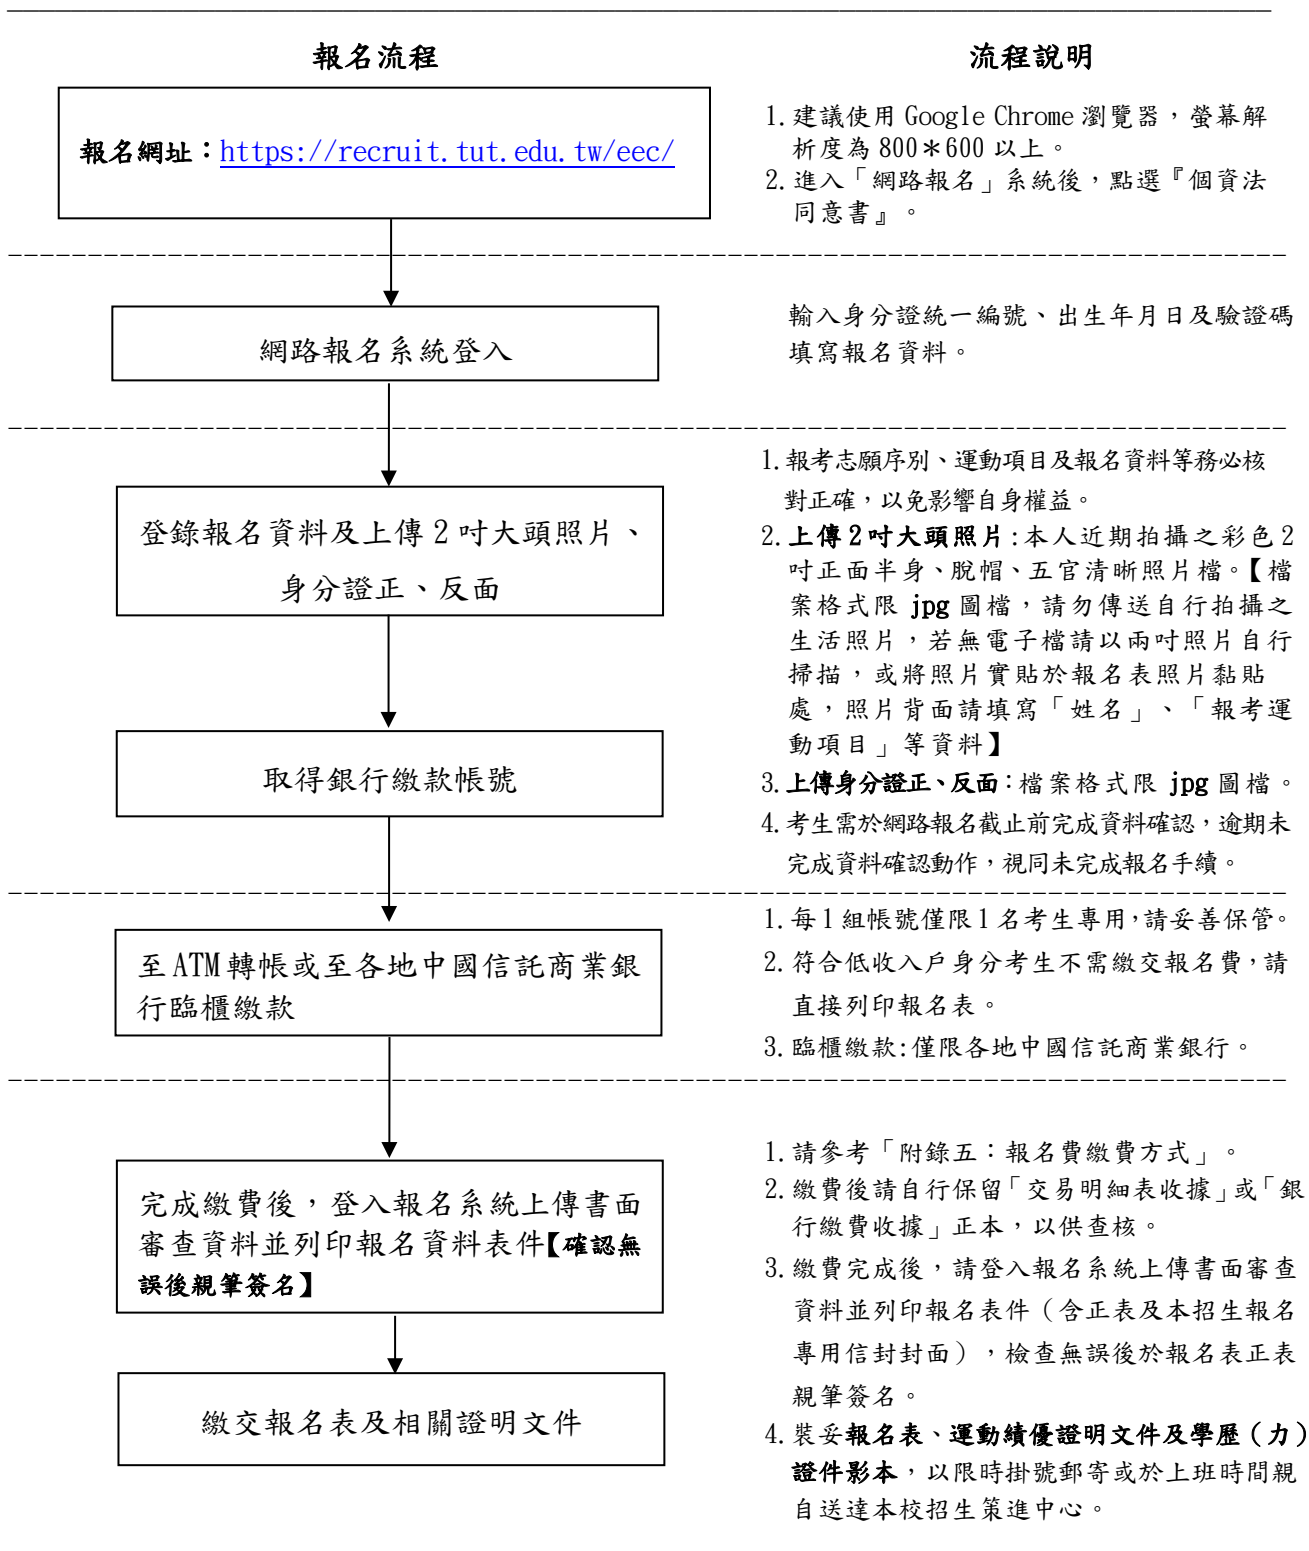 報名流程
流程說明
報名網址：https://recruit.tut.edu.tw/eec/
1.建議使用 Google Chrome 瀏覽器，螢幕解
析度為 800＊600 以上。
2.進入「網路報名」系統後，點選『個資法
同意書』。
網路報名系統登入
輸入身分證統一編號、出生年月日及驗證碼
填寫報名資料。
登錄報名資料及上傳 2 吋大頭照片、
身分證正、反面
取得銀行繳款帳號
1.報考志願序別、運動項目及報名資料等務必核
對正確，以免影響自身權益。
2.上傳 2 吋大頭照片:本人近期拍攝之彩色 2
吋正面半身、脫帽、五官清晰照片檔。【檔
案格式限 jpg 圖檔，請勿傳送自行拍攝之
生活照片，若無電子檔請以兩吋照片自行
掃描，或將照片實貼於報名表照片黏貼
處，照片背面請填寫「姓名」、「報考運
動項目」等資料】
3.上傳身分證正、反面:檔案格式限 jpg 圖檔。
4.考生需於網路報名截止前完成資料確認，逾期未
完成資料確認動作，視同未完成報名手續。
至 ATM 轉帳或至各地中國信託商業銀
行臨櫃繳款
1.每 1 組帳號僅限 1 名考生專用,請妥善保管。
2.符合低收入戶身分考生不需繳交報名費,請
直接列印報名表。
3.臨櫃繳款:僅限各地中國信託商業銀行。
完成繳費後，登入報名系統上傳書面
審查資料並列印報名資料表件【確認無
誤後親筆簽名】
繳交報名表及相關證明文件
1.請參考「附錄五：報名費繳費方式」。
2.繳費後請自行保留「交易明細表收據」或「銀
行繳費收據」正本，以供查核。
3.繳費完成後，請登入報名系統上傳書面審查
資料並列印報名表件（含正表及本招生報名
專用信封封面），檢查無誤後於報名表正表
親筆簽名。
4.裝妥報名表、運動績優證明文件及學歷（力）
證件影本，以限時掛號郵寄或於上班時間親
自送達本校招生策進中心。